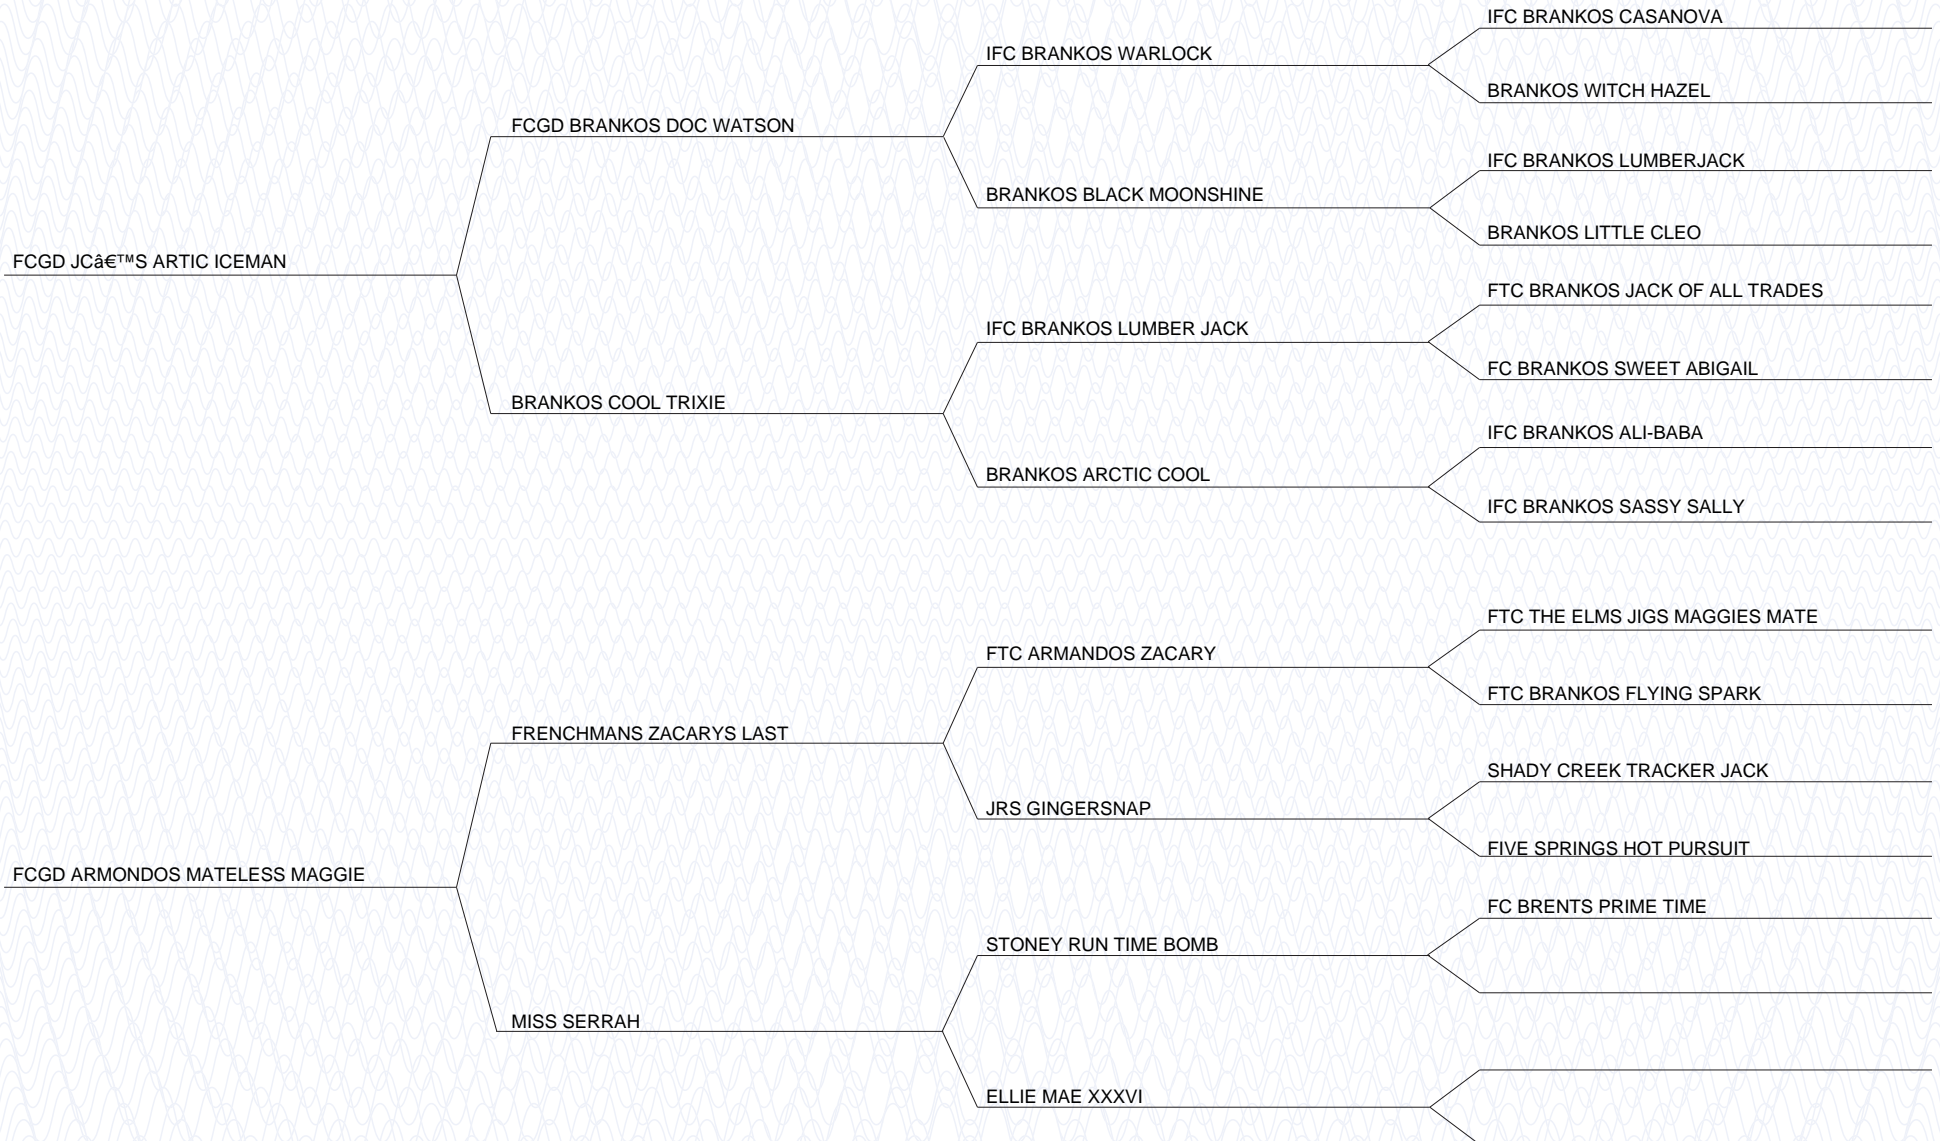 IFC BRANKOS CASANOVA
IFC BRANKOS WARLOCK
BRANKOS WITCH HAZEL
FCGD BRANKOS DOC WATSON
IFC BRANKOS LUMBERJACK
BRANKOS BLACK MOONSHINE
BRANKOS LITTLE CLEO
FCGD JCâ€™S ARTIC ICEMAN
FTC BRANKOS JACK OF ALL TRADES
IFC BRANKOS LUMBER JACK
FC BRANKOS SWEET ABIGAIL
BRANKOS COOL TRIXIE
IFC BRANKOS ALI-BABA
BRANKOS ARCTIC COOL
IFC BRANKOS SASSY SALLY
FTC THE ELMS JIGS MAGGIES MATE
FTC ARMANDOS ZACARY
FTC BRANKOS FLYING SPARK
FRENCHMANS ZACARYS LAST
SHADY CREEK TRACKER JACK
JRS GINGERSNAP
FIVE SPRINGS HOT PURSUIT
FCGD ARMONDOS MATELESS MAGGIE
FC BRENTS PRIME TIME
STONEY RUN TIME BOMB
MISS SERRAH
ELLIE MAE XXXVI